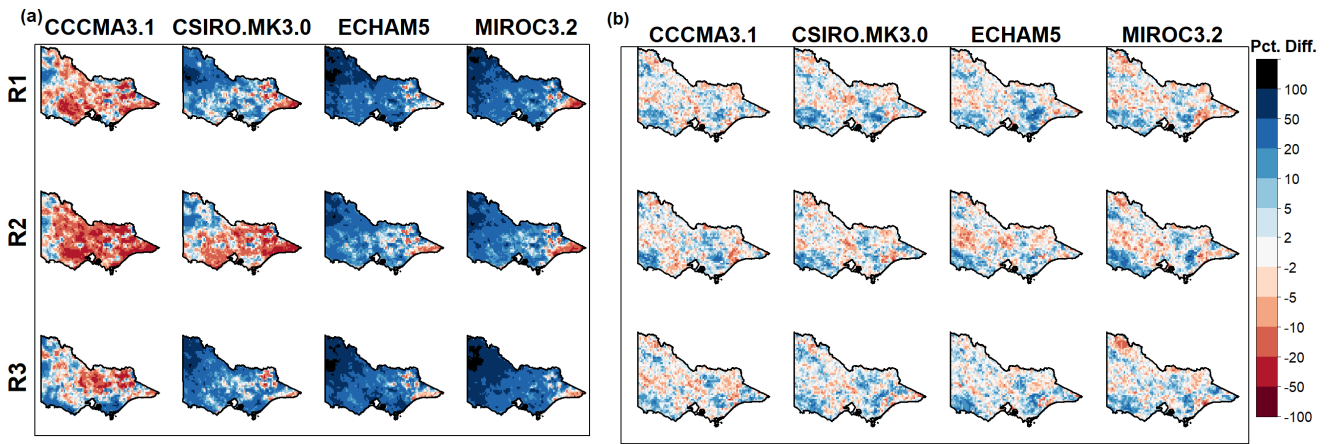 (a)
CCCMA3.1 CSIRO.MK3.0 ECHAM5 MIROC3.2
R1
R2
R3
(b)
CCCMA3.1 CSIRO.MK3.0 ECHAM5 MIROC3.2
Pct. Diff.
100
50
20
10
5
2
-2
-5
-10
-20
-50
-100